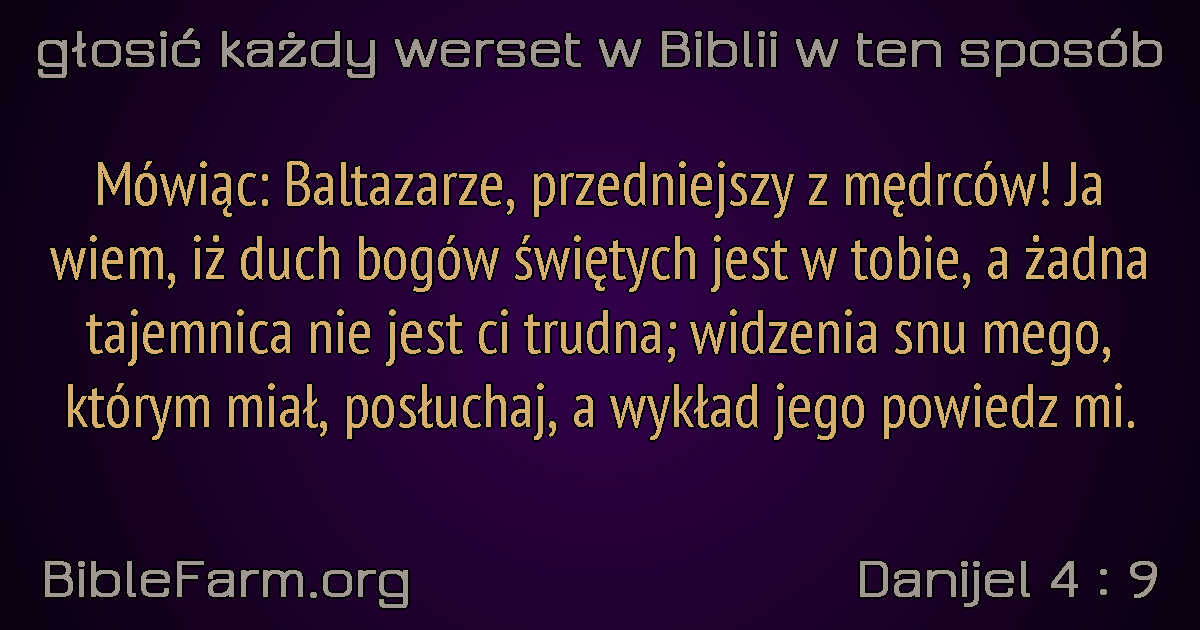 głosić każdy werset w Biblii w ten sposób
Mówiąc: Baltazarze, przedniejszy z mędrców! Ja
wiem, iż duch bogów świętych jest w tobie, a żadna
tajemnica nie jest ci trudna; widzenia snu mego,
którym miał, posłuchaj, a wykład jego powiedz mi.
BibleFarm.org
Danijel 4 : 9